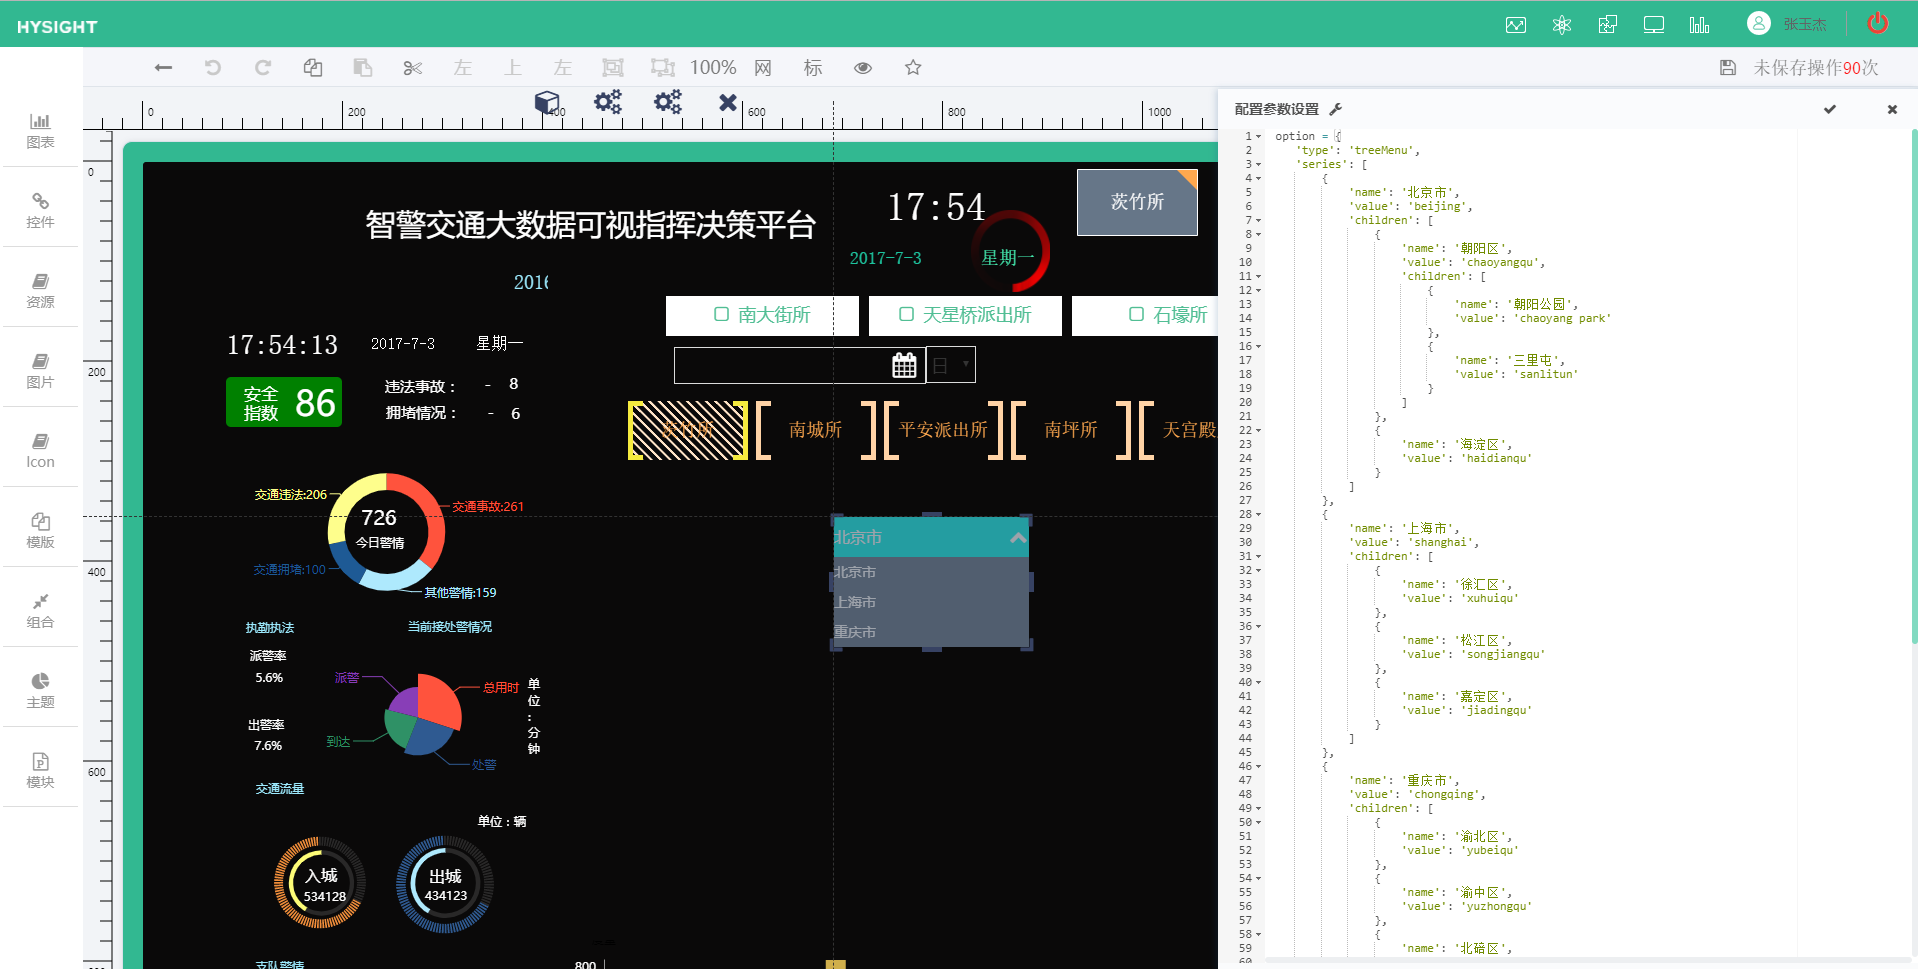 HYSIGHT
张玉杰
左 上 左 100% 网 标
未保存操作90次
图表
控件
资源
图片
Icon
模版
组合
主题
模块
0 200 400 600 800 1000
0
200
400
600
智警交通大数据可视指挥决策平台
2016
17:54
2017-7-3
星期一
茨竹所
南大街所
天星桥派出所
石壕所
日
17:54:13
2017-7-3
星期一
安全
指数
86
违法事故： - 8
拥堵情况： - 6
茨竹所
南城所
平安派出所
南坪所
天宫殿
交通违法:206
交通事故:261
726
今日警情
交通拥堵:100
其他警情:159
北京市
北京市
上海市
重庆市
执勤执法
当前接处警情况
派警率
5.6%
出警率
7.6%
派警
总用时
到达
处警
单位:分钟
交通流量
单位：辆
入城
534128
出城
434123
支队警情
800
配置参数设置
1 option = {
2 'type': 'treeMenu',
3 'series': [
4 {
5 'name': '北京市',
6 'value': 'beijing',
7 'children': [
8 {
9 'name': '朝阳区',
10 'value': 'chaoyangqu',
11 'children': [
12 {
13 'name': '朝阳公园',
14 'value': 'chaoyang park'
15 },
16 {
17 'name': '三里屯',
18 'value': 'sanlitun'
19 }
20 ]
21 },
22 {
23 'name': '海淀区',
24 'value': 'haidianqu'
25 }
26 ]
27 },
28 {
29 'name': '上海市',
30 'value': 'shanghai',
31 'children': [
32 {
33 'name': '徐汇区',
34 'value': 'xuhuiqu'
35 },
36 {
37 'name': '松江区',
38 'value': 'songjiangqu'
39 },
40 {
41 'name': '嘉定区',
42 'value': 'jiadingqu'
43 }
44 ]
45 },
46 {
47 'name': '重庆市',
48 'value': 'chongqing',
49 'children': [
50 {
51 'name': '渝北区',
52 'value': 'yubeiqu'
53 },
54 {
55 'name': '渝中区',
56 'value': 'yuzhongqu'
57 },
58 {
59 'name': '北碚区',
60